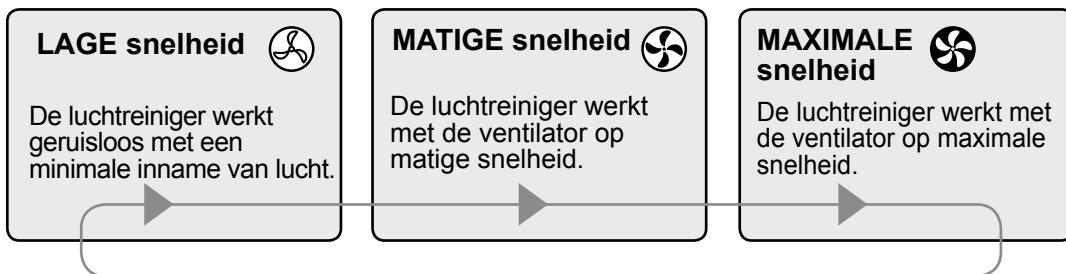 LAGE snelheid
De luchtreiniger werkt
geruisloos met een
minimale inname van lucht.
MATIGE snelheid
De luchtreiniger werkt
met de ventilator op
matige snelheid.
MAXIMALE
snelheid
De luchtreiniger werkt met
de ventilator op maximale
snelheid.